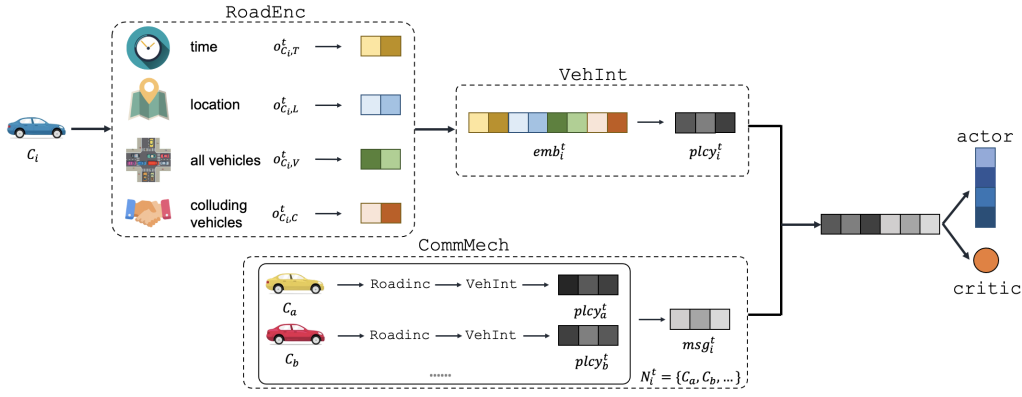 RoadEnc
time
o^t_{C_i,T}
location
o^t_{C_i,L}
all vehicles
o^t_{C_i,V}
colluding
vehicles
o^t_{C_i,C}
C_i
VehInt
emb^t_i
plcy^t_i
CommMech
C_a
Roadinc
VehInt
plcy^t_a
C_b
Roadinc
VehInt
plcy^t_b
......
msg^t_i
N^t_i = {C_a, C_b, ...}
actor
critic